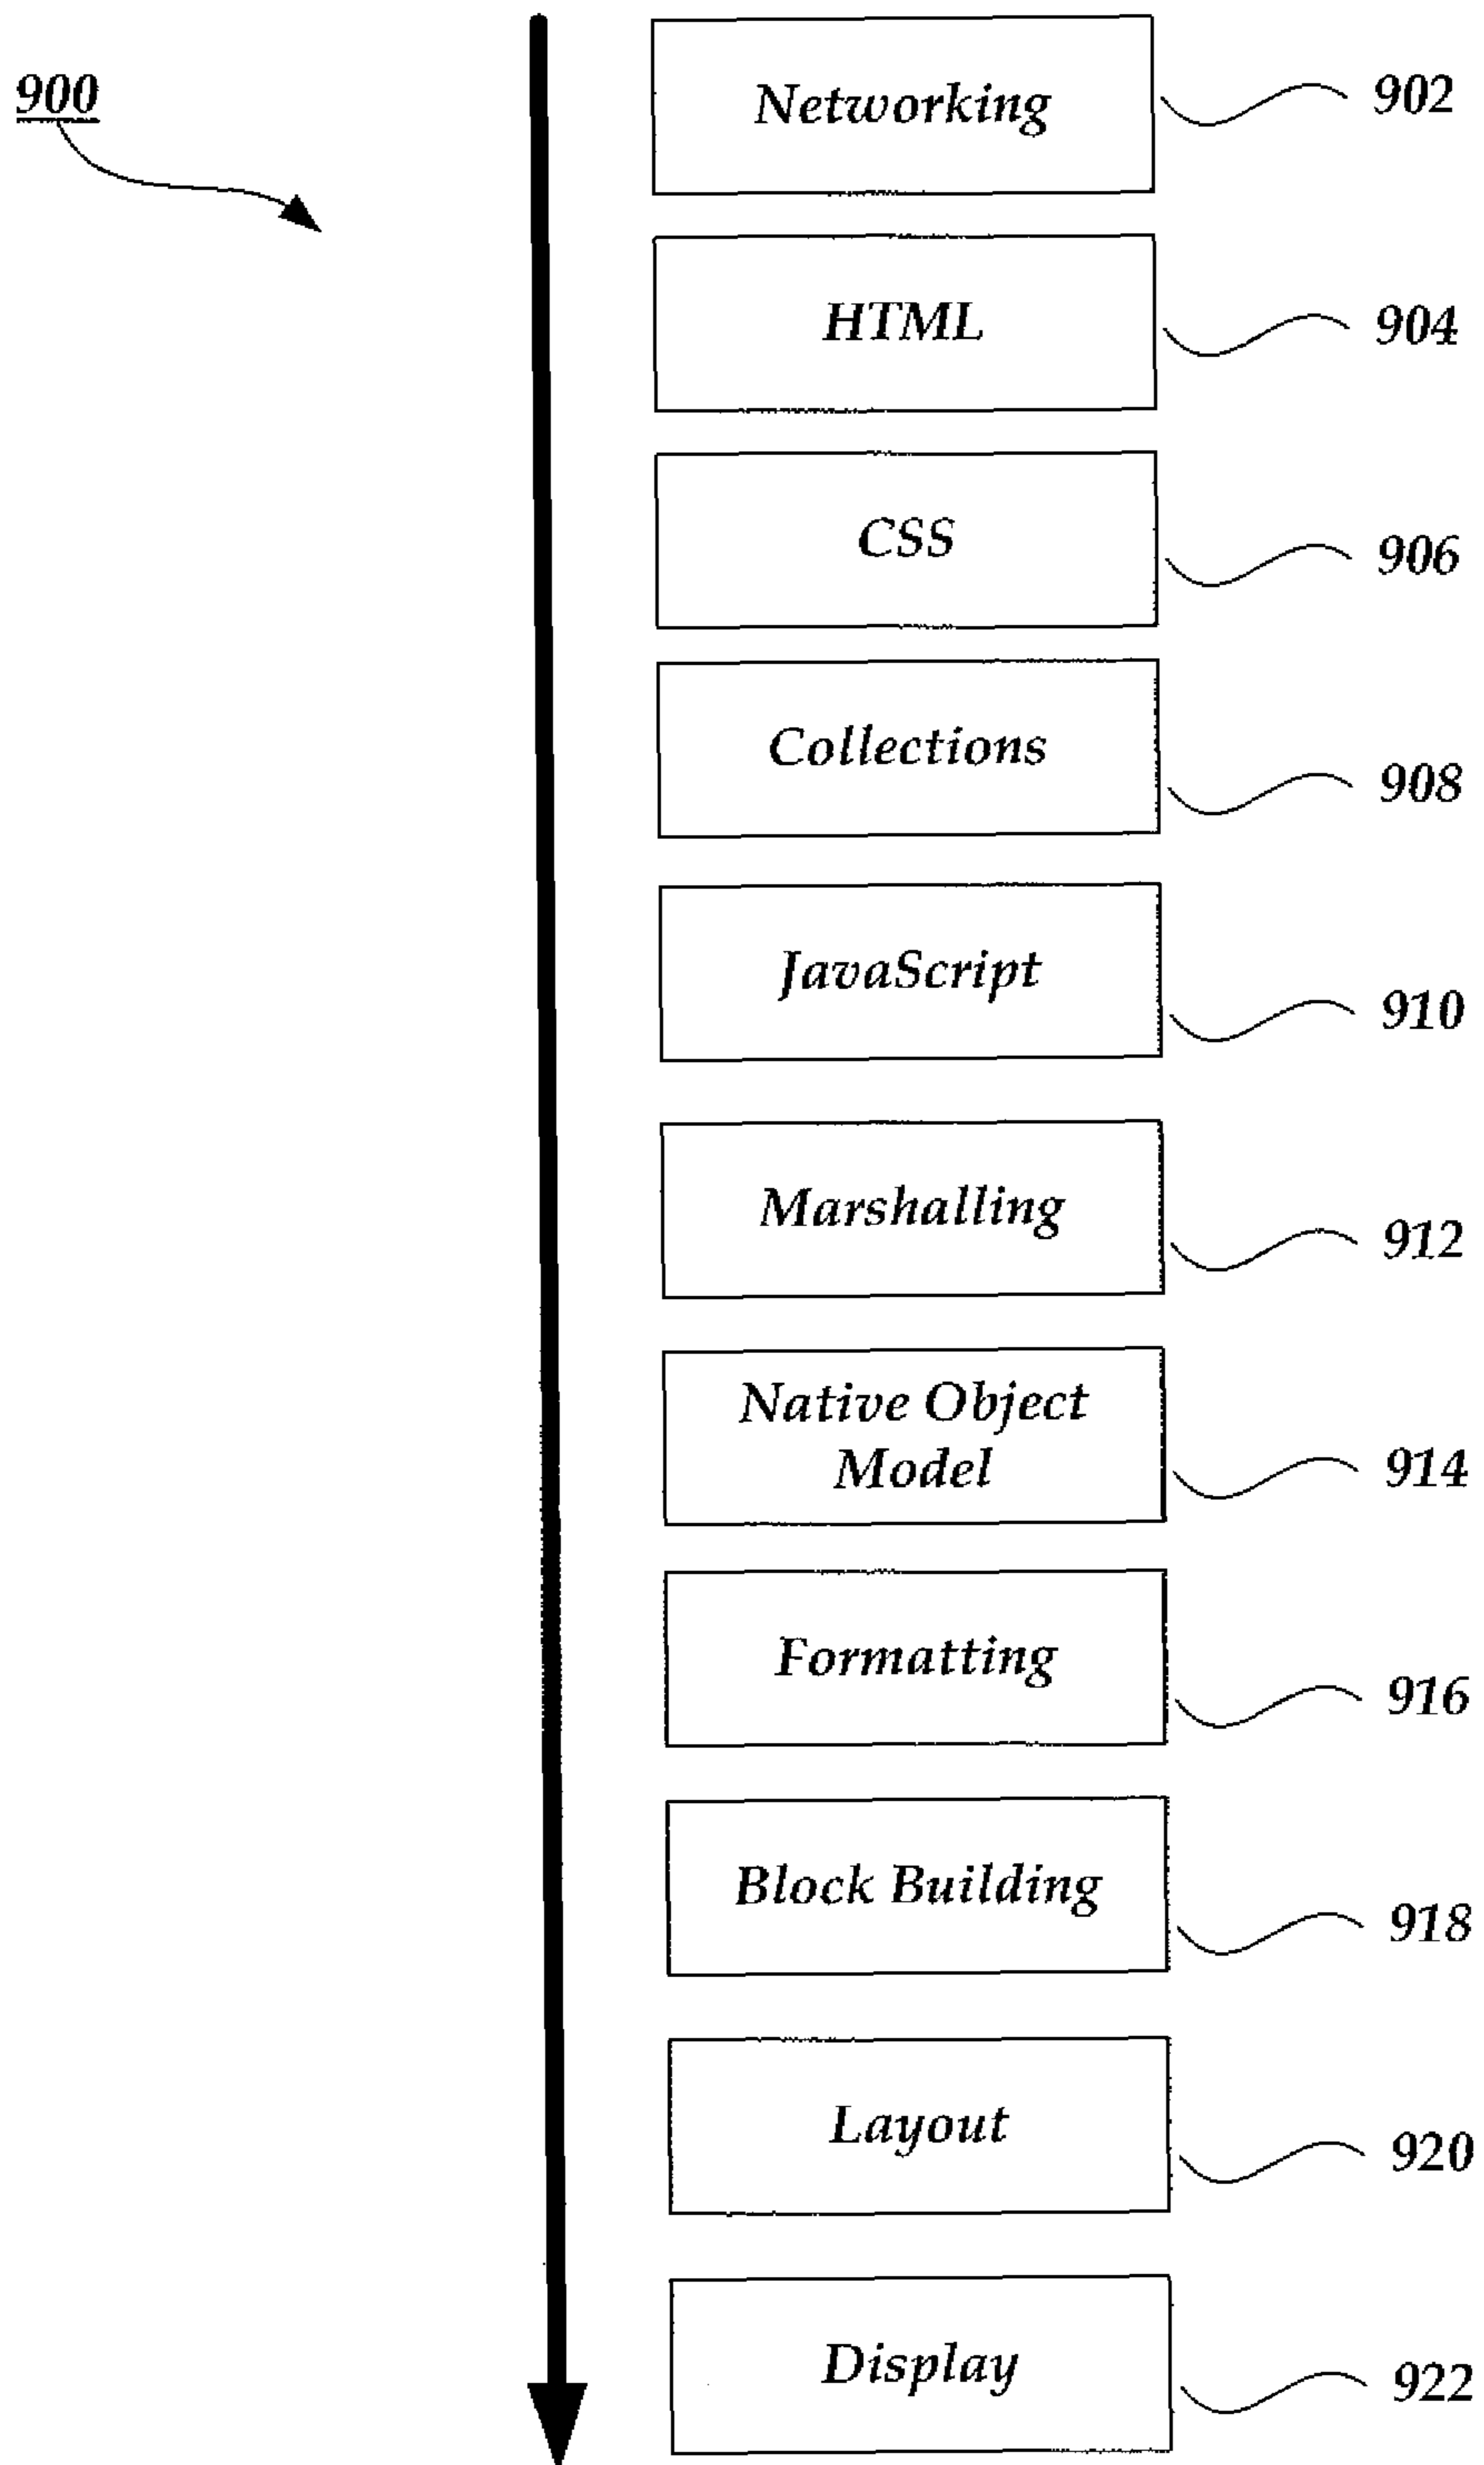 900
Networking
902
HTML
904
CSS
906
Collections
908
JavaScript
910
Marshalling
912
Native Object
Model
914
Formatting
916
Block Building
918
Layout
920
Display
922